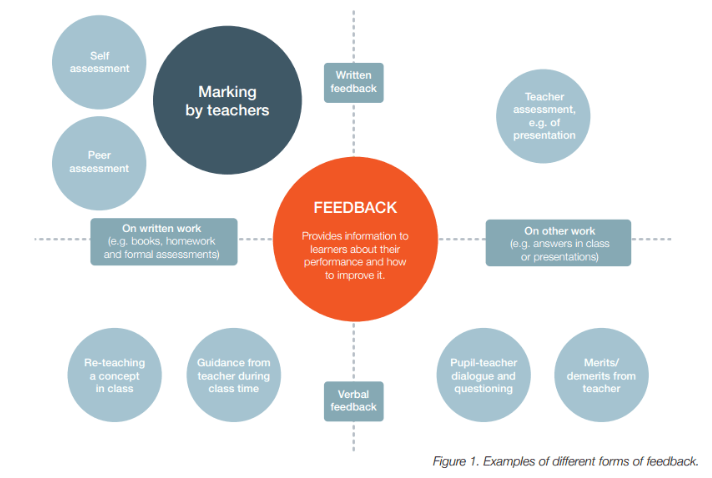 Self
assessment
Marking
by teachers
Written
feedback
Teacher
assessment,
e.g. of
presentation
Peer
assessment
FEEDBACK
Provides information to
learners about their
performance and how
to improve it.
On written work
(e.g. books, homework
and formal assessments)
On other work
(e.g. answers in class
or presentations)
Re-teaching
a concept
in class
Guidance from
teacher during
class time
Verbal
feedback
Pupil-teacher
dialogue and
questioning
Merits/
demerits from
teacher
Figure 1. Examples of different forms of feedback.